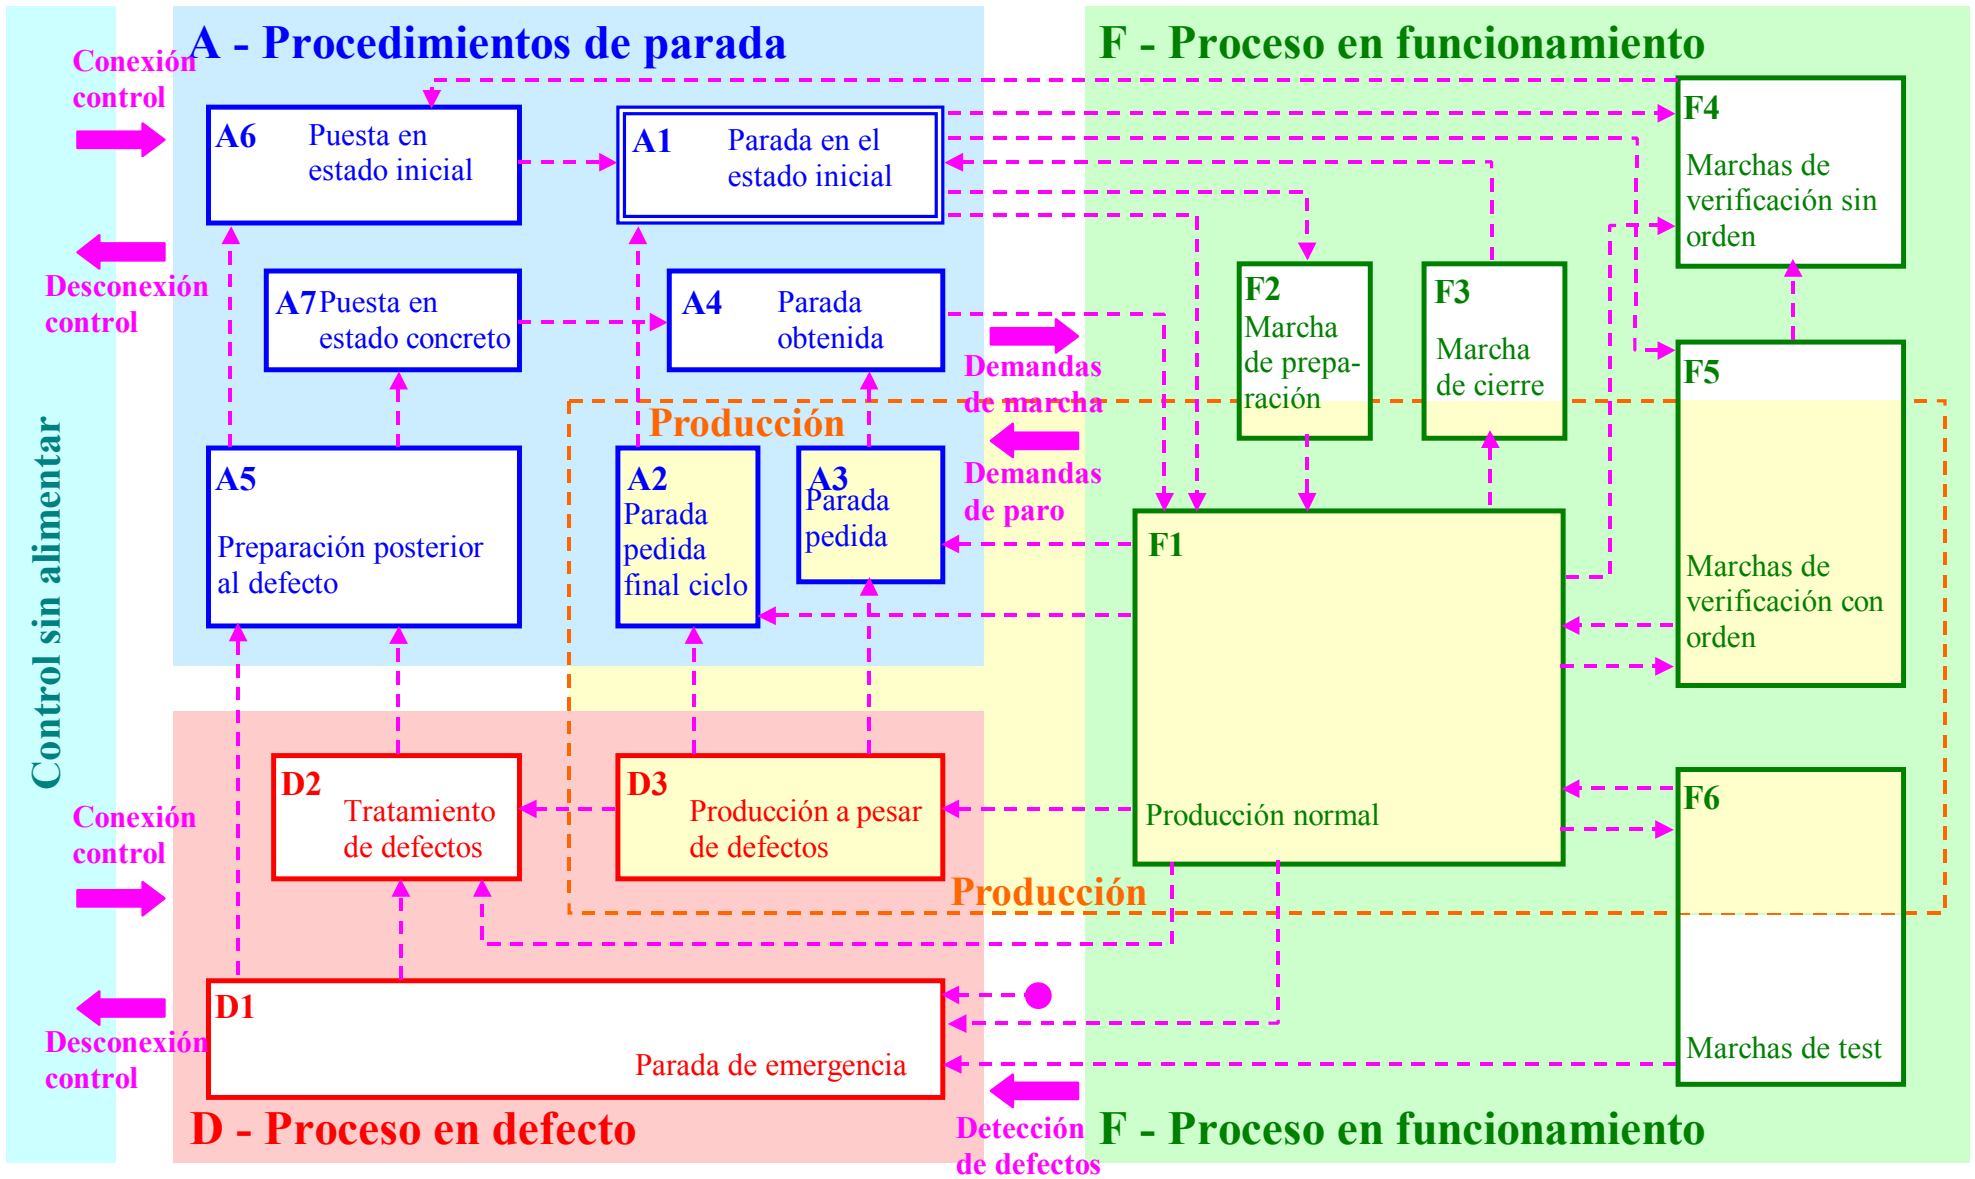 A - Procedimientos de parada
F - Proceso en funcionamiento
Conexión
control
Desconexión
control
Control sin alimentar
Conexión
control
Desconexión
control
A6
Puesta en
estado inicial
A1
Parada en el
estado inicial
A7
Puesta en
estado concreto
A4
Parada
obtenida
Demandas
de marcha
Demandas
de paro
Producción
A5
Preparación posterior
al defecto
A2
Parada
pedida
final ciclo
A3
Parada
pedida
F2
Marcha
de prepa-
ración
F3
Marcha
de cierre
F4
Marchas de
verificación sin
orden
F5
Marchas de
verificación con
orden
F1
Producción normal
F6
Marchas de test
D2
Tratamiento
de defectos
D3
Producción a pesar
de defectos
Producción
D1
Parada de emergencia
D - Proceso en defecto
Detección
de defectos
F - Proceso en funcionamiento